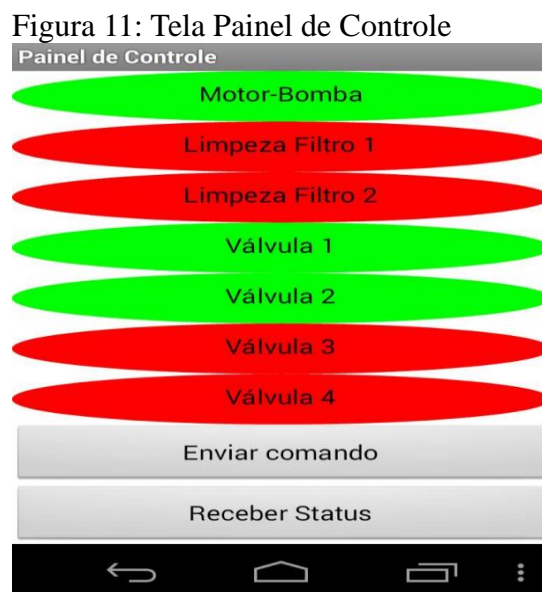 Figura 11: Tela Painel de Controle
Painel de Controle
Motor-Bomba
Limpeza Filtro 1
Limpeza Filtro 2
Válvula 1
Válvula 2
Válvula 3
Válvula 4
Enviar comando
Receber Status